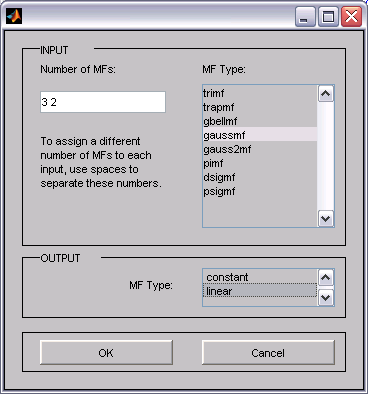 INPUT
Number of MFs:
MF Type:
3 2
trimf
trapmf
gbellmf
gaussmf
gauss2mf
pimf
dsigmf
psigmf
To assign a different
number of MFs to each
input, use spaces to
separate these numbers.
OUTPUT
MF Type:
constant
linear
OK
Cancel